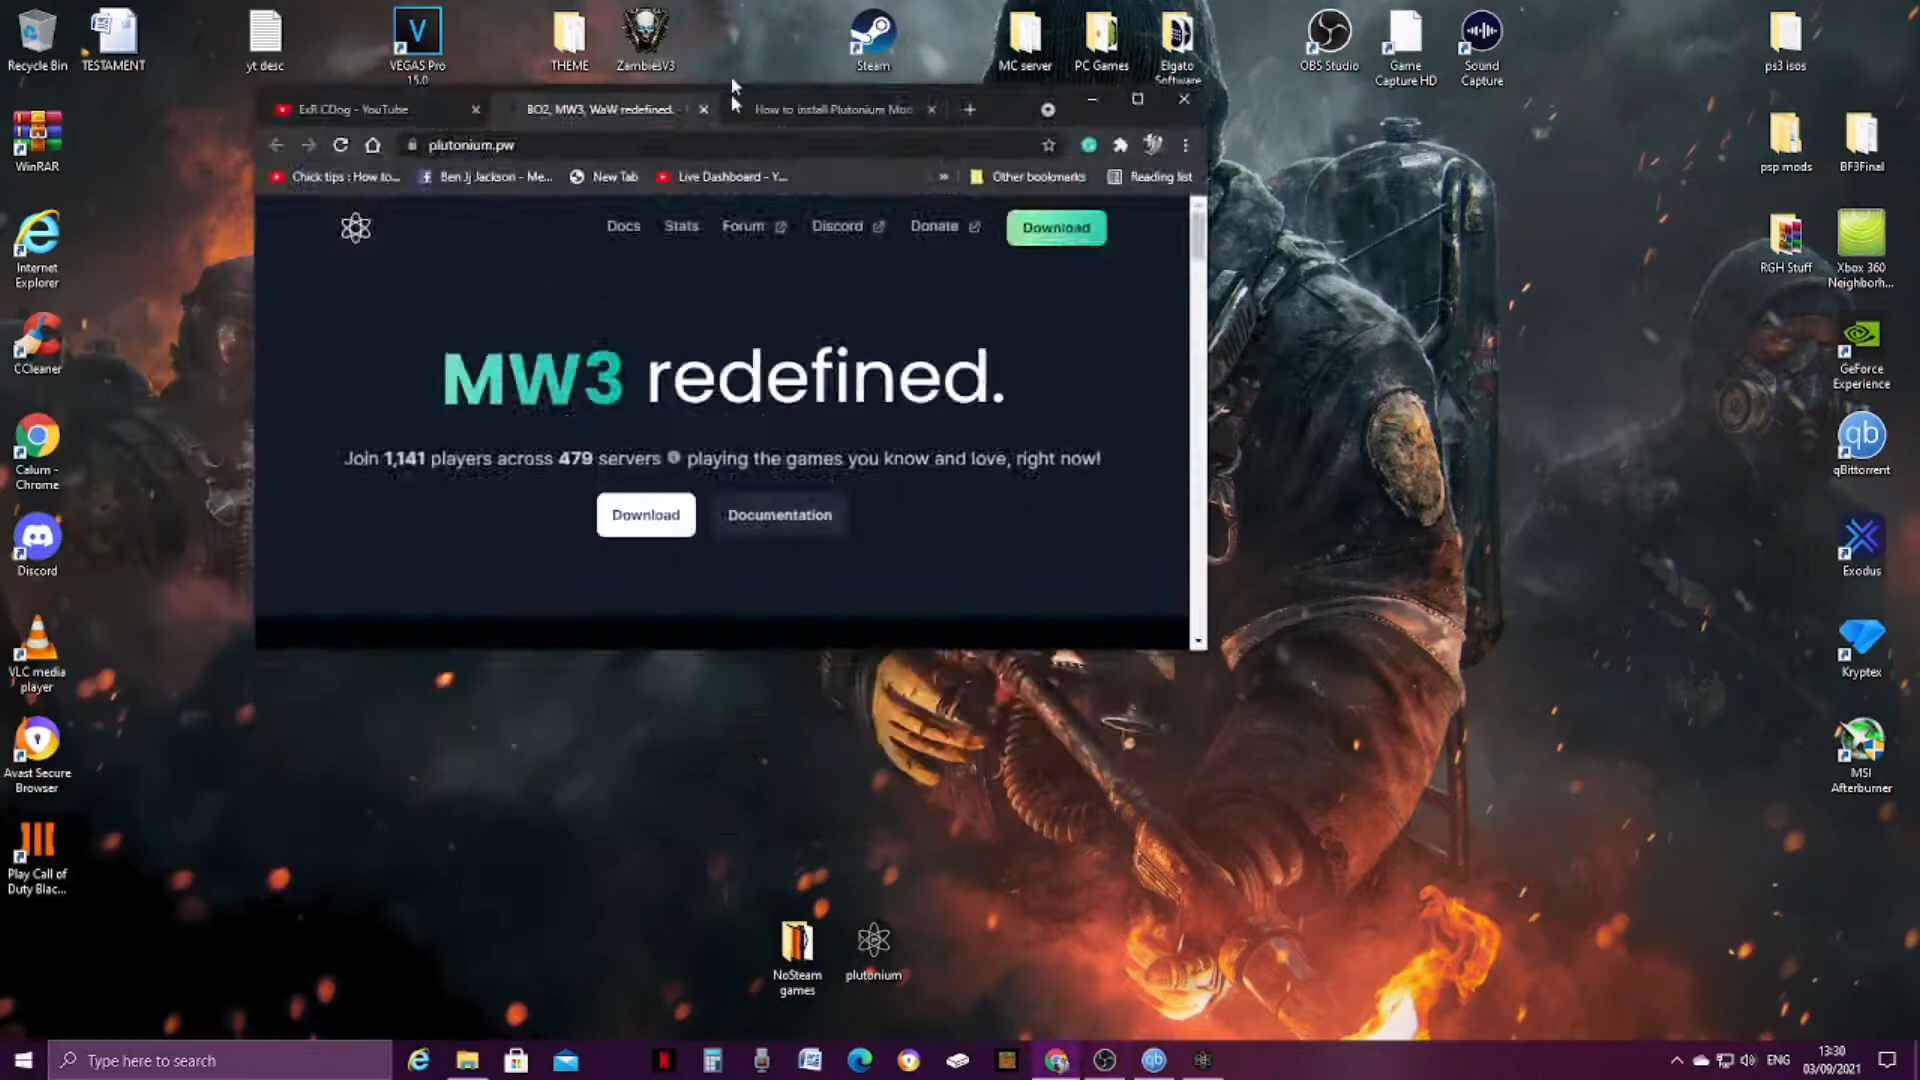 Recycle Bin
TESTAMENT
yt desc
VEGAS Pro
15.0
THEME
ZambiesV3
Steam
MC server
PC Games
Elgato
Software
OBS Studio
Game
Capture HD
Sound
Capture
ps3 isos
ExR CDog - YouTube
BO2, MW3, WaW redefined. -
How to install Plutonium Mod
plutonium.pw
Chick tips : How to...
Ben Jj Jackson - Me...
New Tab
Live Dashboard - Y...
»
Other bookmarks
Reading list
Docs
Stats
Forum
Discord
Donate
Download
MW3 redefined.
Join 1,141 players across 479 servers playing the games you know and love, right now!
Download
Documentation
WinRAR
Internet
Explorer
CCleaner
Calum -
Chrome
Discord
VLC media
player
Avast Secure
Browser
Play Call of
Duty Blac...
psp mods
BF3Final
RGH Stuff
Xbox 360
Neighborh...
GeForce
Experience
qb
qBittorrent
Exodus
Kryptex
MSI
Afterburner
NoSteam
games
plutonium
Type here to search
ENG
13:30
03/09/2021